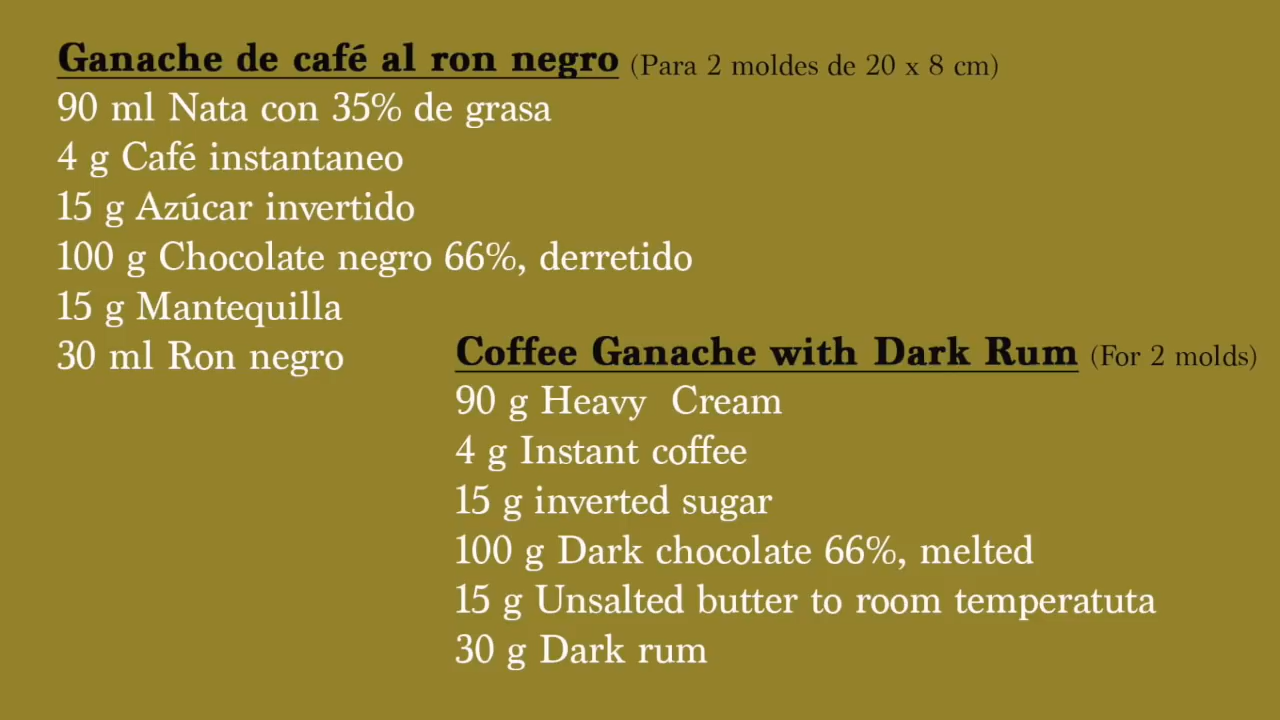 Ganache de café al ron negro (Para 2 moldes de 20 x 8 cm)
90 ml Nata con 35% de grasa
4 g Café instantaneo
15 g Azúcar invertido
100 g Chocolate negro 66%, derretido
15 g Mantequilla
30 ml Ron negro
Coffee Ganache with Dark Rum (For 2 molds)
90 g Heavy Cream
4 g Instant coffee
15 g inverted sugar
100 g Dark chocolate 66%, melted
15 g Unsalted butter to room temperatuta
30 g Dark rum